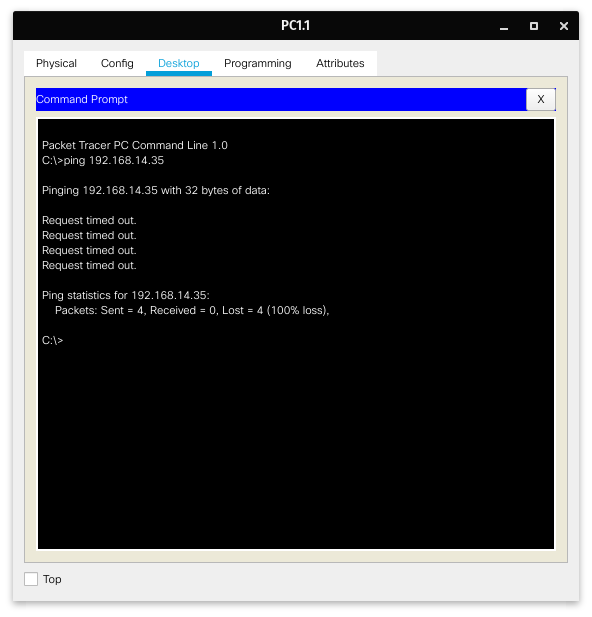 PC1.1
Physical Config Desktop Programming Attributes
Command Prompt X
Packet Tracer PC Command Line 1.0
C:\>ping 192.168.14.35
Pinging 192.168.14.35 with 32 bytes of data:
Request timed out.
Request timed out.
Request timed out.
Request timed out.
Ping statistics for 192.168.14.35:
Packets: Sent = 4, Received = 0, Lost = 4 (100% loss),
C:\>
Top